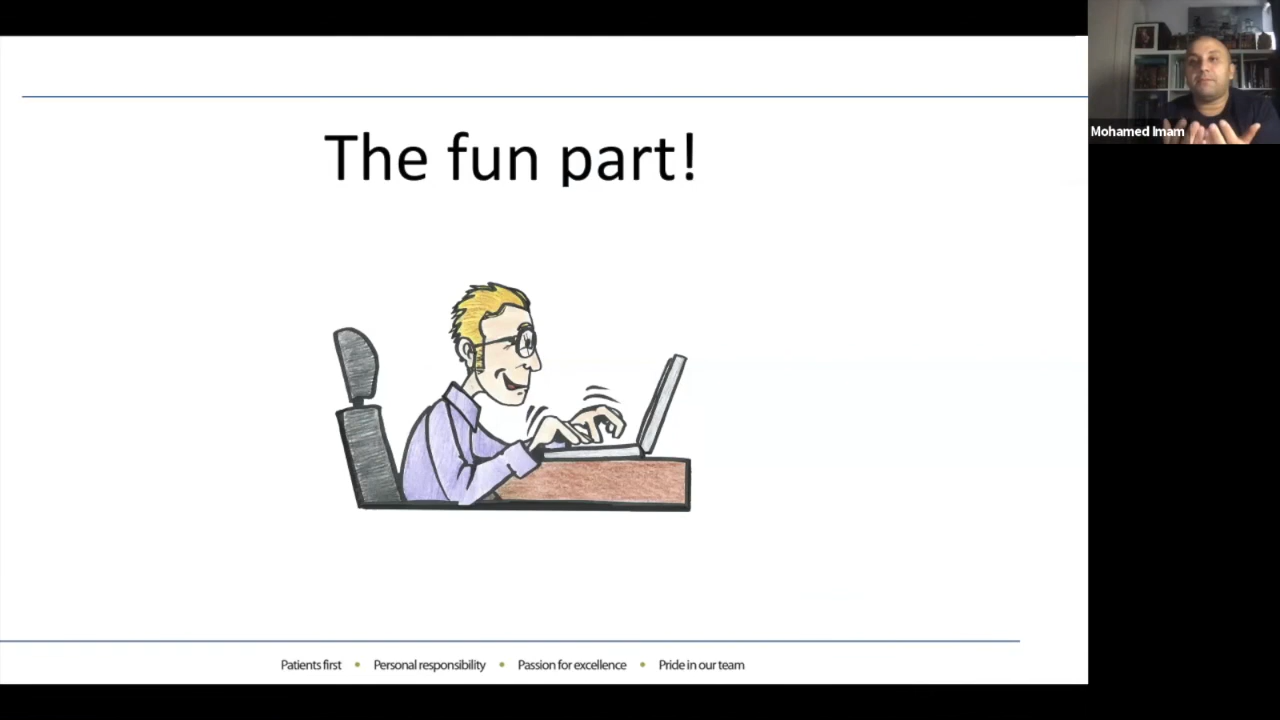 The fun part!
Mohamed Imam
Patients first • Personal responsibility • Passion for excellence • Pride in our team